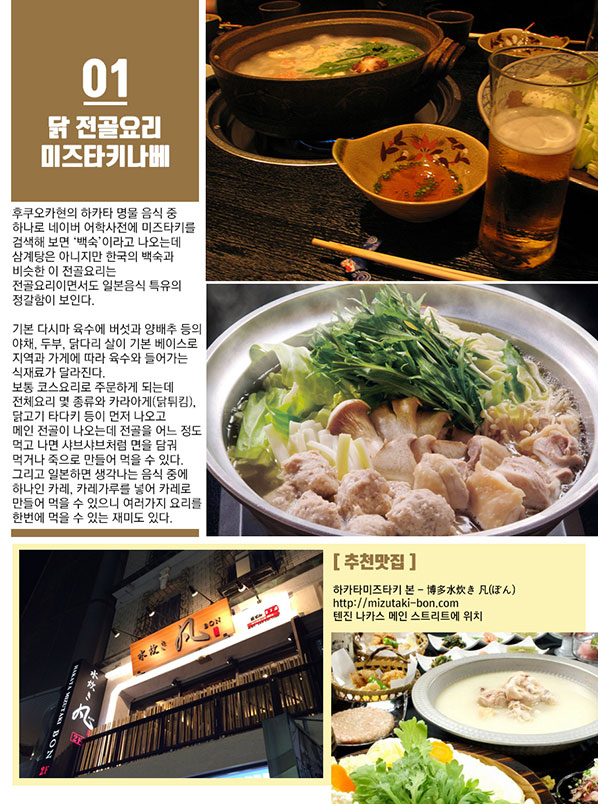 01
닭 전골요리
미즈타키나베
후쿠오카현의 하카타 명물 음식 중
하나로 네이버 어학사전에 미즈타키를
검색해 보면 '백숙'이라고 나오는데
삼계탕은 아니지만 한국의 백숙과
비슷한 이 전골요리는
전골요리이면서도 일본음식 특유의
정갈함이 보인다.
기본 다시마 육수에 버섯과 양배추 등의
야채, 두부, 닭다리 살이 기본 베이스로
지역과 가게에 따라 육수와 들어가는
식재료가 달라진다.
보통 코스요리로 주문하게 되는데
전체요리 몇 종류와 카라아게(닭튀김),
닭고기 타다키 등이 먼저 나오고
메인 전골이 나오는데 전골을 어느 정도
먹고 나면 샤브샤브처럼 면을 담궈
먹거나 죽으로 만들어 먹을 수 있다.
그리고 일본하면 생각나는 음식 중에
하나인 카레, 카레가루를 넣어 카레로
만들어 먹을 수 있으니 여러가지 요리를
한번에 먹을 수 있는 재미도 있다.
水炊き 凡 BON
水炊き 凡
HAKATA MIZUTAKI BON
[ 추천맛집 ]
하카타미즈타키 본 - 博多水炊き 凡(ぼん)
http://mizutaki-bon.com
텐진 나카스 메인 스트리트에 위치